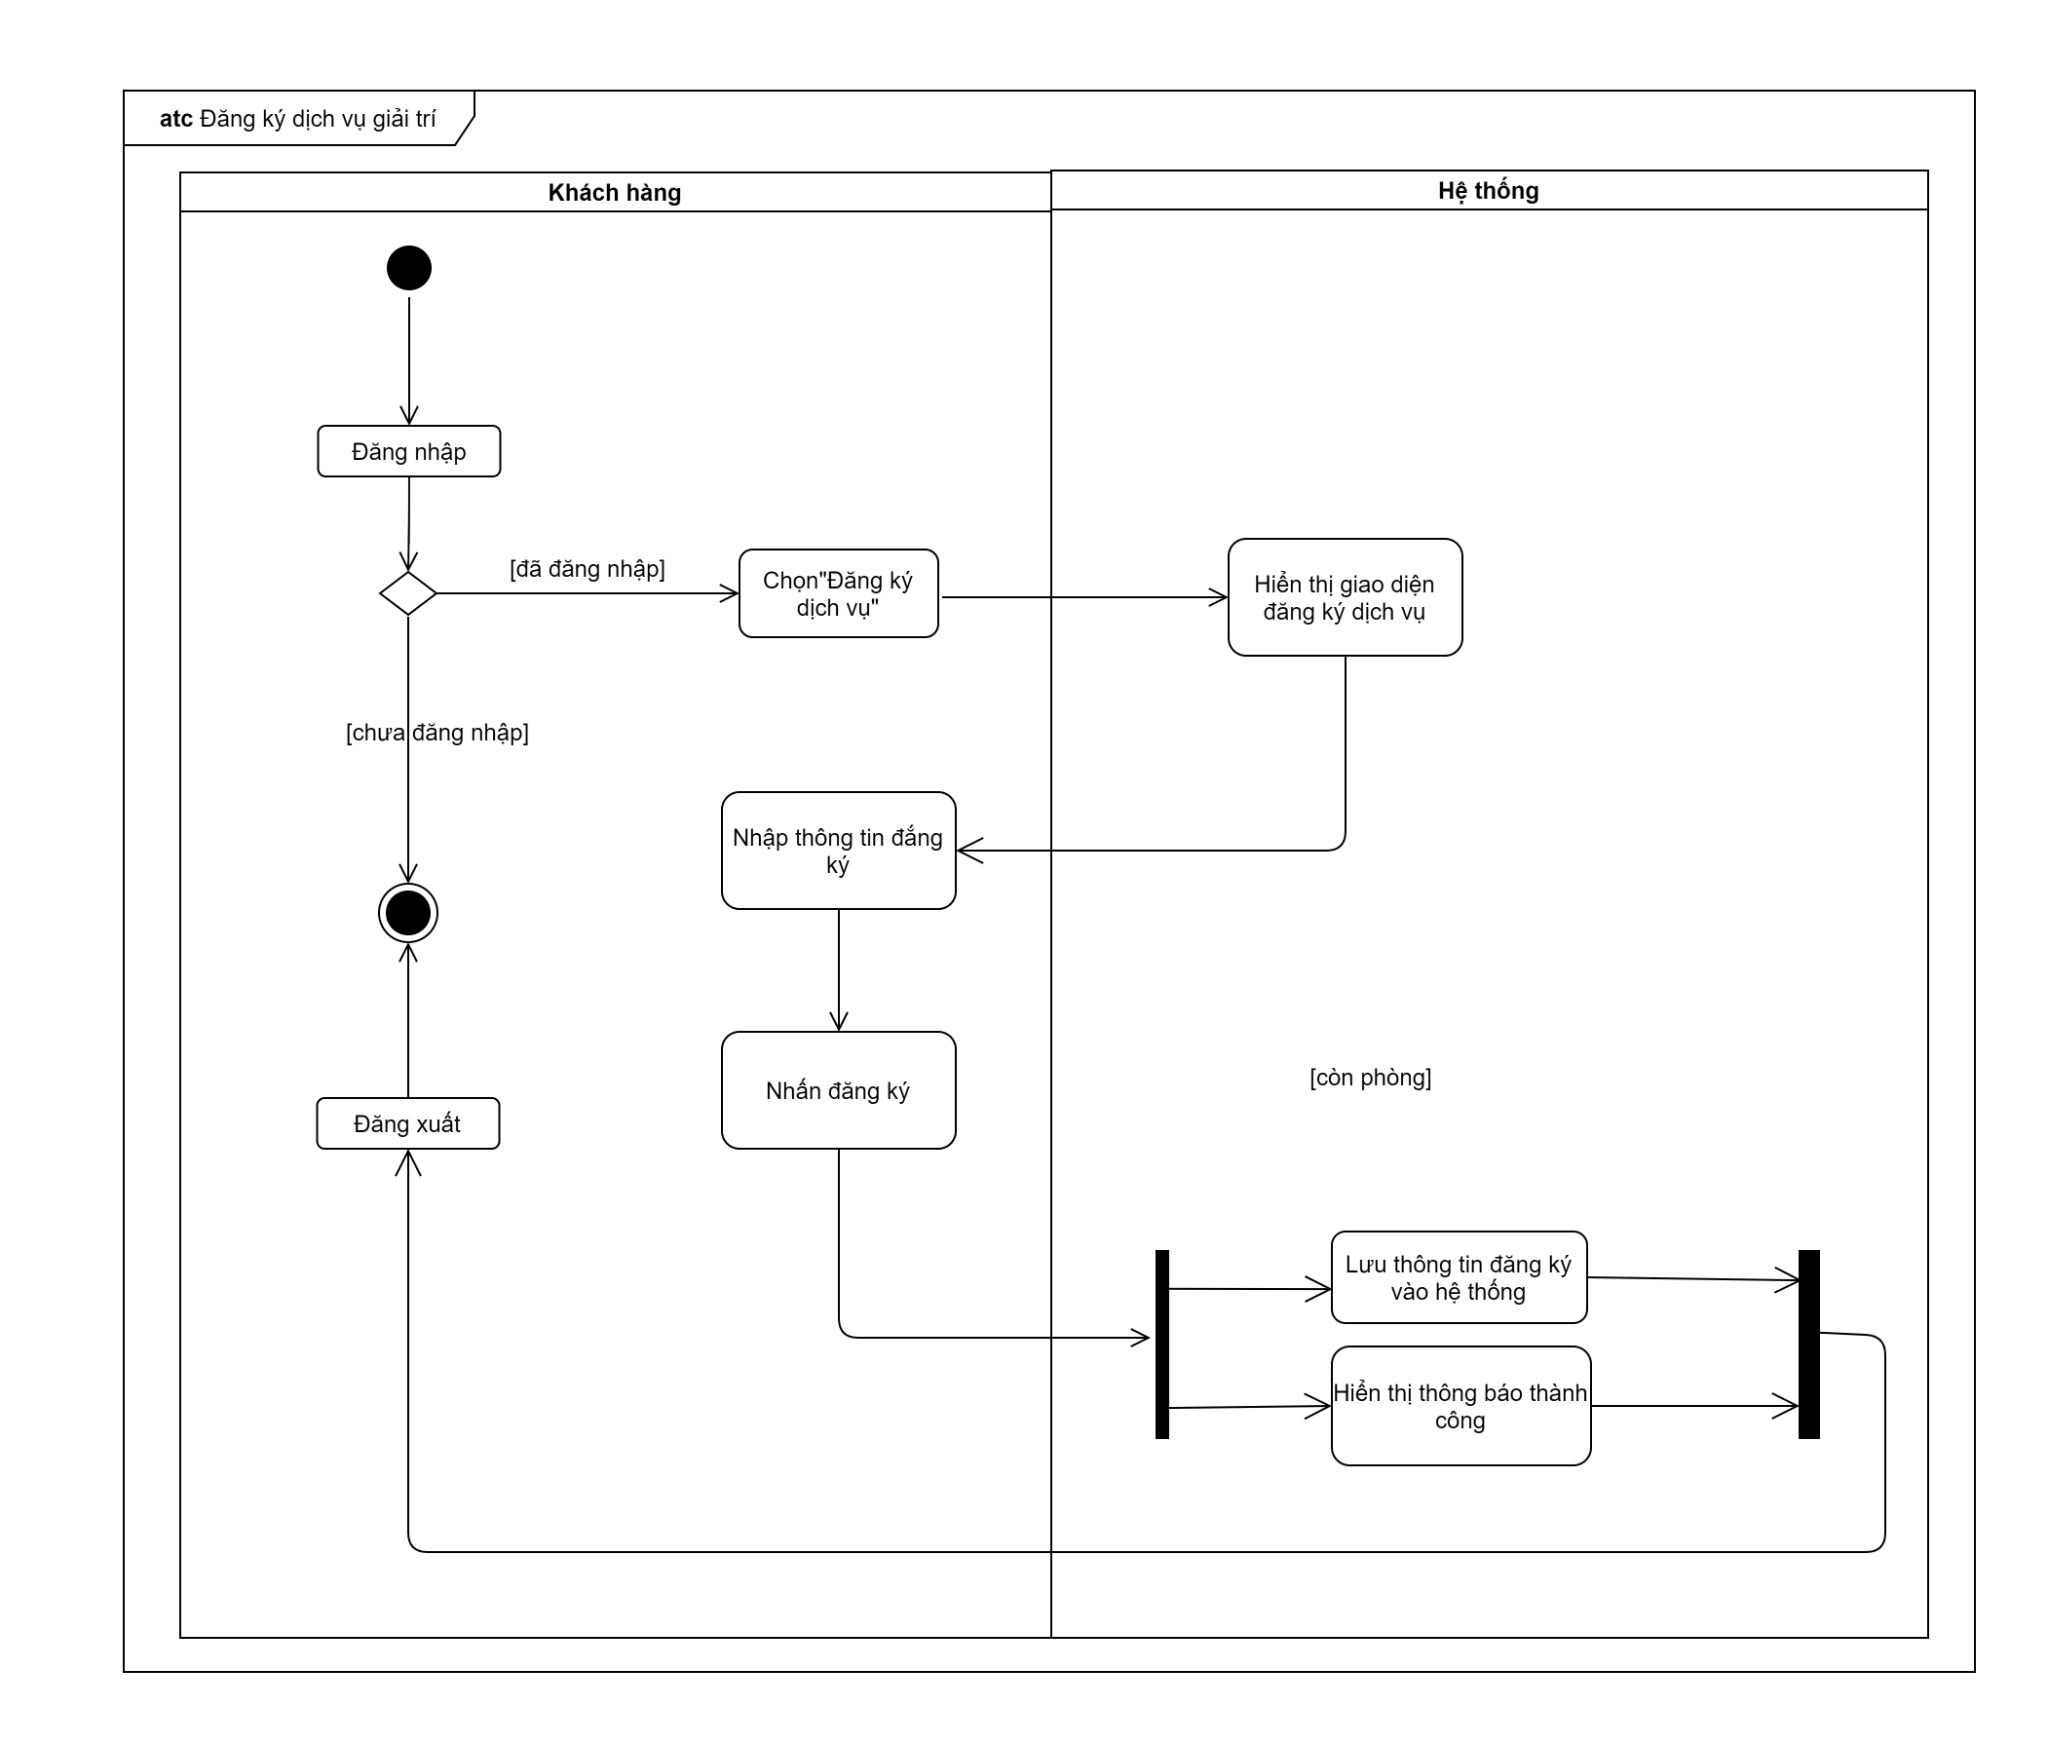 atc Đăng ký dịch vụ giải trí
Khách hàng
Hệ thống
Đăng nhập
[đã đăng nhập]
Chọn"Đăng ký
dịch vụ"
Hiển thị giao diện
đăng ký dịch vụ
[chưa đăng nhập]
Nhập thông tin đắng
ký
Nhấn đăng ký
[còn phòng]
Đăng xuất
Lưu thông tin đăng ký
vào hệ thống
Hiển thị thông báo thành
công